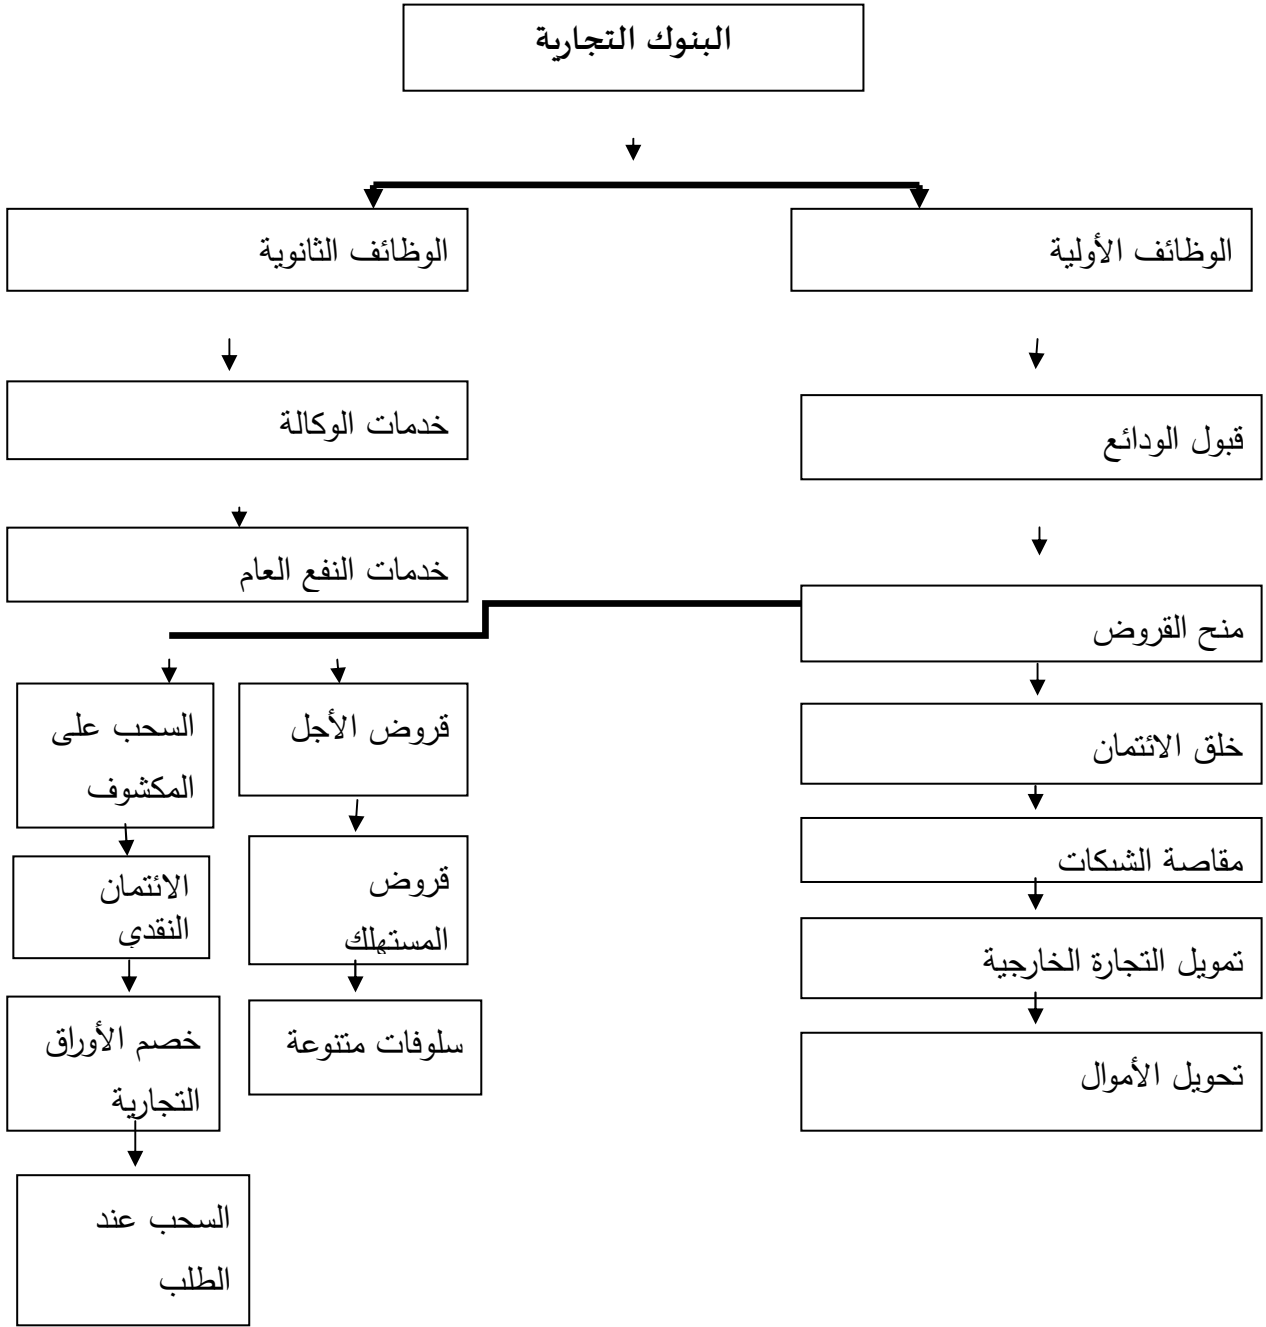 البنوك التجارية
الوظائف الأولية
الوظائف الثانوية
قبول الودائع
منح القروض
خلق الائتمان
مقاصة الشيكات
تمويل التجارة الخارجية
تحويل الأموال
خدمات الوكالة
خدمات النفع العام
قروض الأجل
قروض
المستهلك
سلوفات متنوعة
السحب على
المكشوف
الائتمان
النقدي
خصم الأوراق
التجارية
السحب عند
الطلب